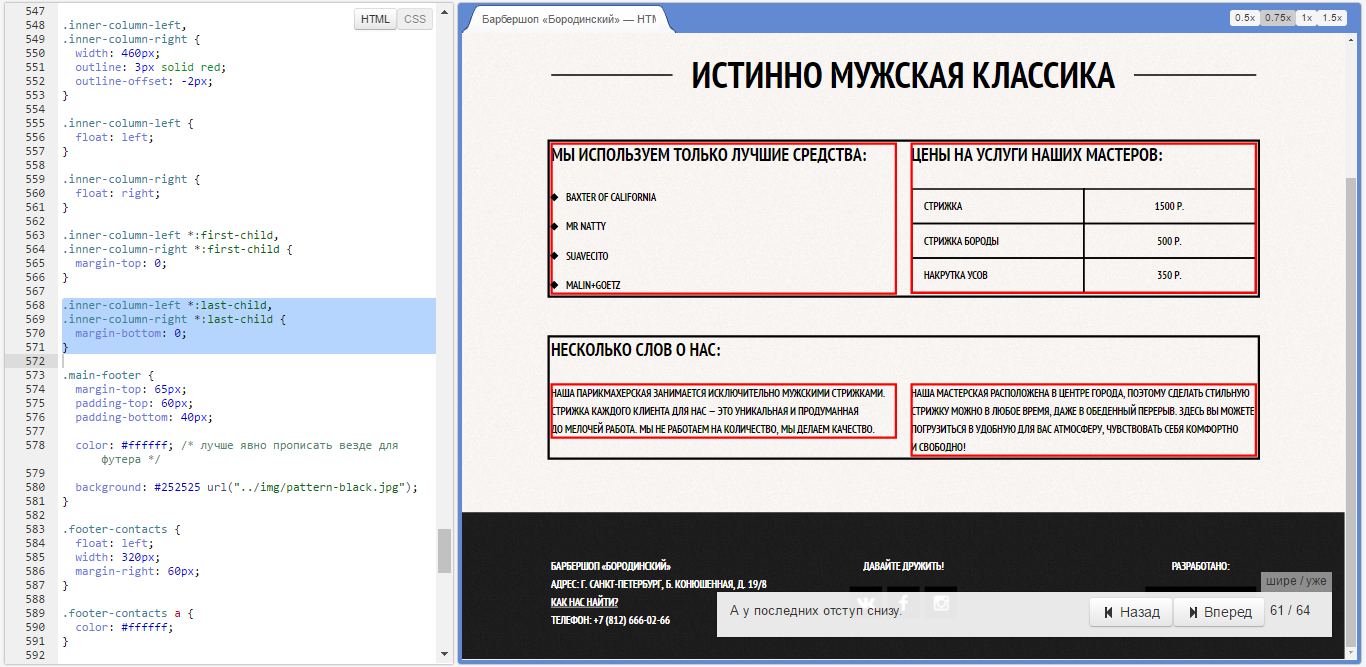 HTML CSS
547
548 .inner-column-left,
549 .inner-column-right {
550 width: 460px;
551 outline: 3px solid red;
552 outline-offset: -2px;
553 }
554
555 .inner-column-left {
556 float: left;
557 }
558
559 .inner-column-right {
560 float: right;
561 }
562
563 .inner-column-left *:first-child,
564 .inner-column-right *:first-child {
565 margin-top: 0;
566 }
567
568 .inner-column-left *:last-child,
569 .inner-column-right *:last-child {
570 margin-bottom: 0;
571 }
572
573 .main-footer {
574 margin-top: 65px;
575 padding-top: 60px;
576 padding-bottom: 40px;
577
578 color: #ffffff; /* лучше явно прописать везде для
футера */
579
580 background: #252525 url("../img/pattern-black.jpg");
581 }
582
583 .footer-contacts {
584 float: left;
585 width: 320px;
586 margin-right: 60px;
587 }
588
589 .footer-contacts a {
590 color: #ffffff;
591 }
592
Барбершоп «Бородинский» — HTM
0.5x 0.75x 1x 1.5x
ИСТИННО МУЖСКАЯ КЛАССИКА
МЫ ИСПОЛЬЗУЕМ ТОЛЬКО ЛУЧШИЕ СРЕДСТВА:
BAXTER OF CALIFORNIA
MR NATTY
SUAVECITO
MALIN+GOETZ
ЦЕНЫ НА УСЛУГИ НАШИХ МАСТЕРОВ:
СТРИЖКА 1500 Р.
СТРИЖКА БОРОДЫ 500 Р.
НАКРУТКА УСОВ 350 Р.
НЕСКОЛЬКО СЛОВ О НАС:
НАША ПАРИКМАХЕРСКАЯ ЗАНИМАЕТСЯ ИСКЛЮЧИТЕЛЬНО МУЖСКИМИ СТРИЖКАМИ.
СТРИЖКА КАЖДОГО КЛИЕНТА ДЛЯ НАС — ЭТО УНИКАЛЬНАЯ И ПРОДУМАННАЯ
ДО МЕЛОЧЕЙ РАБОТА. МЫ НЕ РАБОТАЕМ НА КОЛИЧЕСТВО, МЫ ДЕЛАЕМ КАЧЕСТВО.
НАША МАСТЕРСКАЯ РАСПОЛОЖЕНА В ЦЕНТРЕ ГОРОДА, ПОЭТОМУ СДЕЛАТЬ СТИЛЬНУЮ
СТРИЖКУ МОЖНО В ЛЮБОЕ ВРЕМЯ, ДАЖЕ В ОБЕДЕННЫЙ ПЕРЕРЫВ. ЗДЕСЬ ВЫ МОЖЕТЕ
ПОГРУЗИТЬСЯ В УДОБНУЮ ДЛЯ ВАС АТМОСФЕРУ, ЧУВСТВОВАТЬ СЕБЯ КОМФОРТНО
И СВОБОДНО!
БАРБЕРШОП «БОРОДИНСКИЙ»
АДРЕС: Г. САНКТ-ПЕТЕРБУРГ, Б. КОНЮШЕННАЯ, Д. 19/8
КАК НАС НАЙТИ?
ТЕЛЕФОН: +7 (812) 666-02-66
ДАВАЙТЕ ДРУЖИТЬ!
РАЗРАБОТАНО:
шире / уже
А у последних отступ снизу.
Назад Вперед 61 / 64